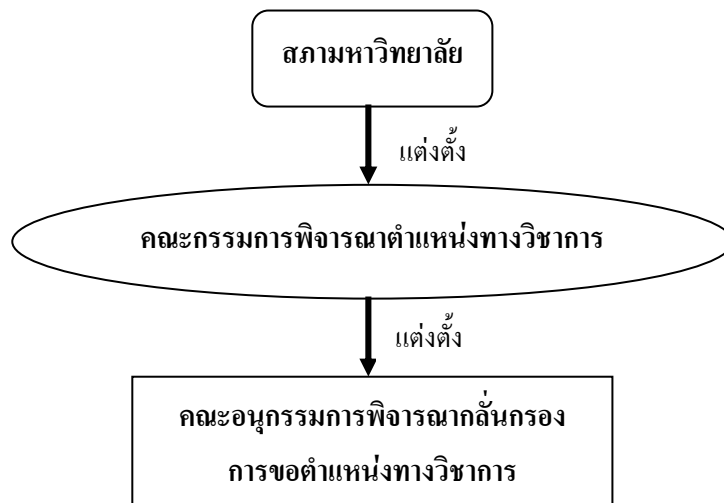 สภามหาวิทยาลัย
แต่งตั้ง
คณะกรรมการพิจารณาตำแหน่งทางวิชาการ
แต่งตั้ง
คณะอนุกรรมการพิจารณากลั่นกรอง
การขอตำแหน่งทางวิชาการ